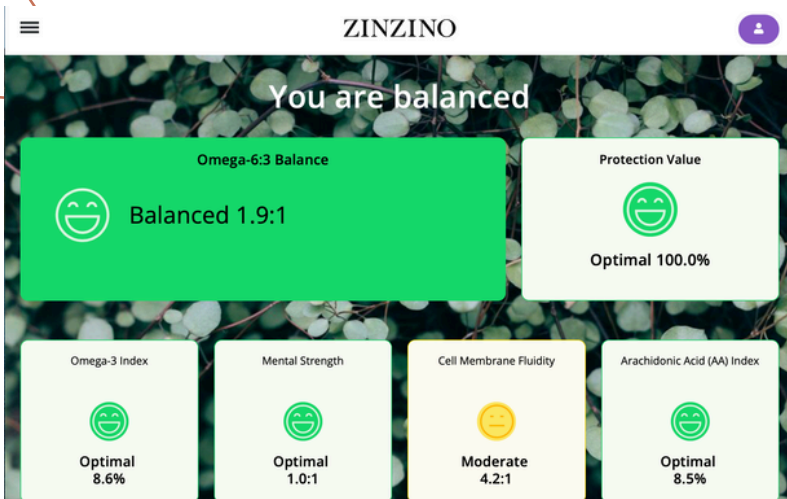 ZINZINO
You are balanced
Omega-6:3 Balance
Balanced 1.9:1
Protection Value
Optimal 100.0%
Omega-3 Index
Optimal
8.6%
Mental Strength
Optimal
1.0:1
Cell Membrane Fluidity
Moderate
4.2:1
Arachidonic Acid (AA) Index
Optimal
8.5%